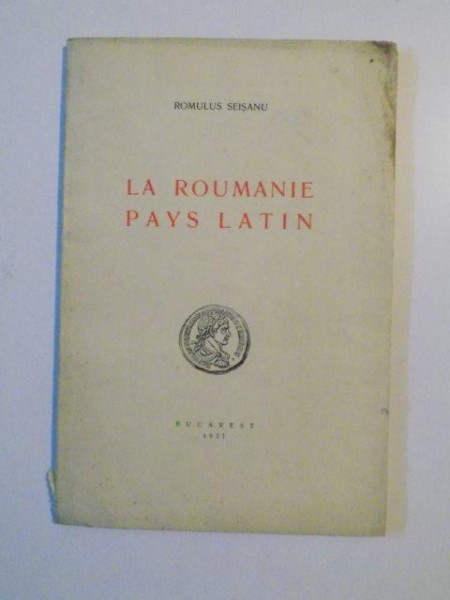 ROMULUS SEIȘANU
LA ROUMANIE
PAYS LATIN
BUCAREST